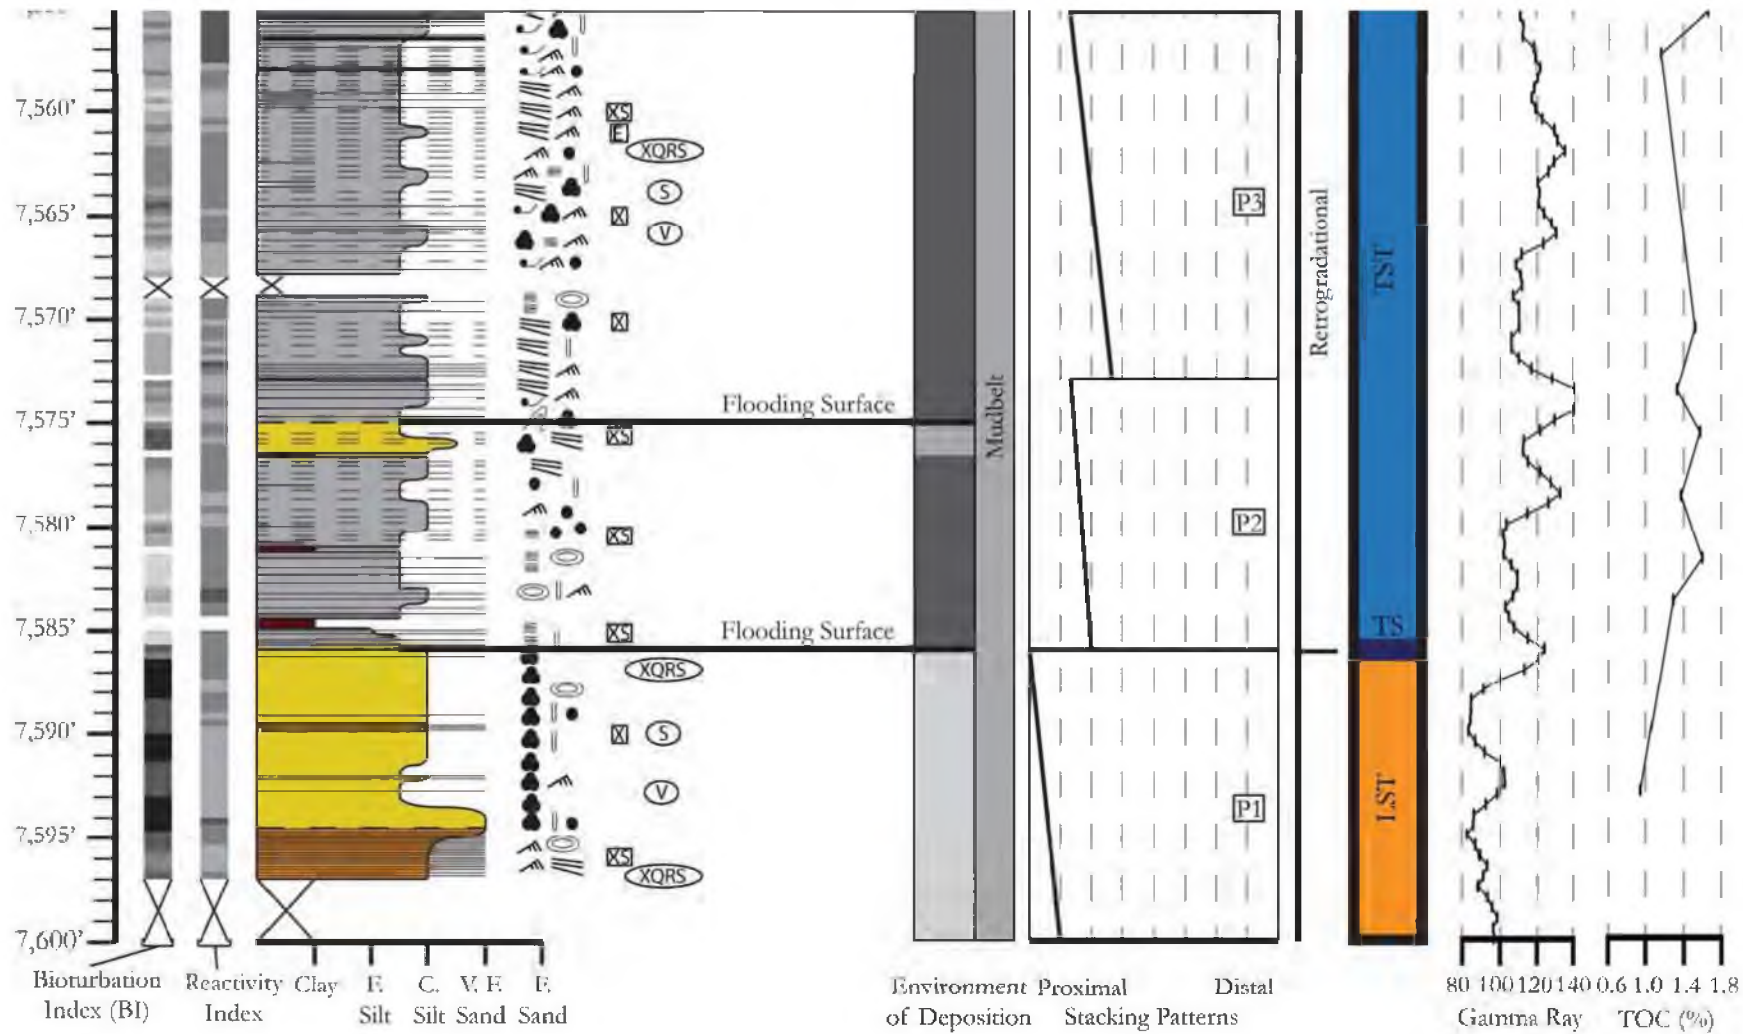 7,560'
7,565'
7,570'
7,575'
7,580'
7,585'
7,590'
7,595'
7,600'
XS
E
XQRS
S
X
V
X
XS
XS
XS
XQRS
X
S
V
XS
XQRS
Flooding Surface
Flooding Surface
Mudbelt
P3
P2
P1
Retrogradational
TST
TS
LST
Bioturbation
Index (BI)
Reactivity
Index
Clay
F.
Silt
C.
Silt
V. F.
Sand
F.
Sand
Environment
of Deposition
Proximal
Distal
Stacking Patterns
80 100 120 140
Gamma Ray
0.6 1.0 1.4 1.8
TOC (%)